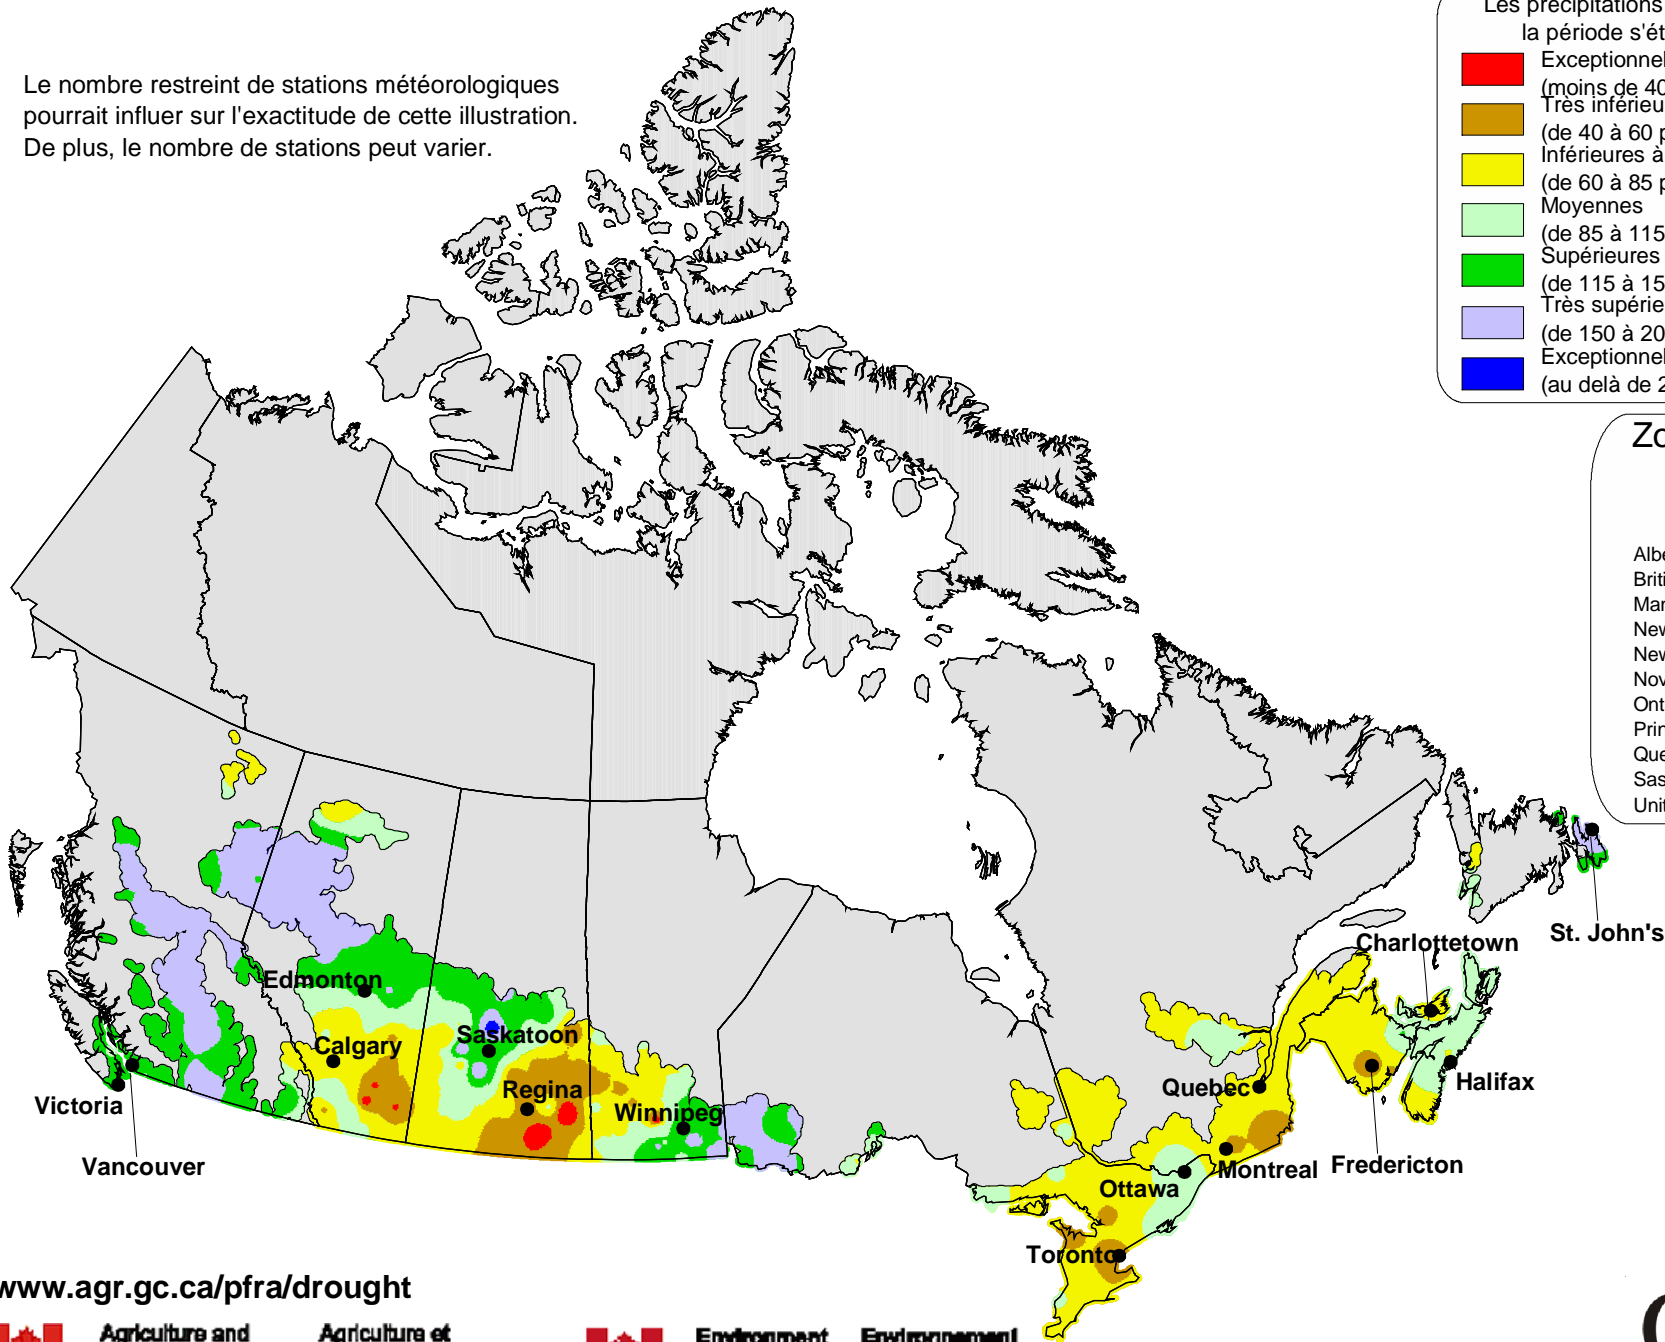 Le nombre restreint de stations météorologiques
pourrait influer sur l'exactitude de cette illustration.
De plus, le nombre de stations peut varier.
Les précipitations
la période s'ét
Exceptionnel
(moins de 40
Très inférieu
(de 40 à 60 p
Inférieures à
(de 60 à 85 p
Moyennes
(de 85 à 115
Supérieures
(de 115 à 15
Très supérie
(de 150 à 20
Exceptionnel
(au delà de 2
Zo
Albe
Briti
Man
New
New
Nov
Onta
Prin
Que
Sas
Unit
St. John's
Charlottetown
Edmonton
Saskatoon
Calgary
Regina
Winnipeg
Quebec
Halifax
Victoria
Vancouver
Montreal
Fredericton
Ottawa
Toronto
www.agr.gc.ca/pfra/drought
Agriculture and
Agriculture et
Environment
Environnement
C